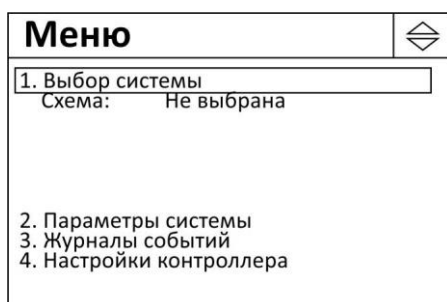 Меню
1. Выбор системы
Схема: Не выбрана
2. Параметры системы
3. Журналы событий
4. Настройки контроллера